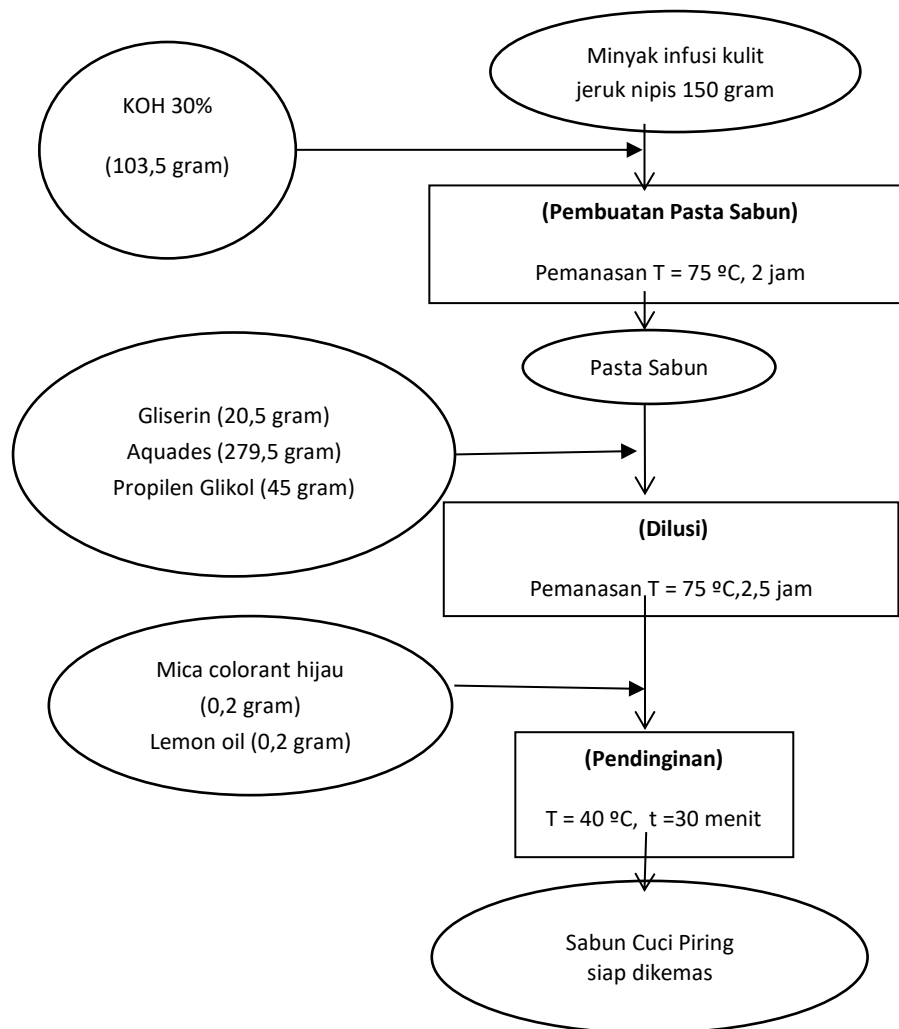 Minyak infusi kulit
jeruk nipis 150 gram
KOH 30%
(103,5 gram)
(Pembuatan Pasta Sabun)
Pemanasan T = 75 ºC, 2 jam
Pasta Sabun
Gliserin (20,5 gram)
Aquades (279,5 gram)
Propilen Glikol (45 gram)
(Dilusi)
Pemanasan T = 75 ºC,2,5 jam
Mica colorant hijau
(0,2 gram)
Lemon oil (0,2 gram)
(Pendinginan)
T = 40 ºC, t =30 menit
Sabun Cuci Piring
siap dikemas